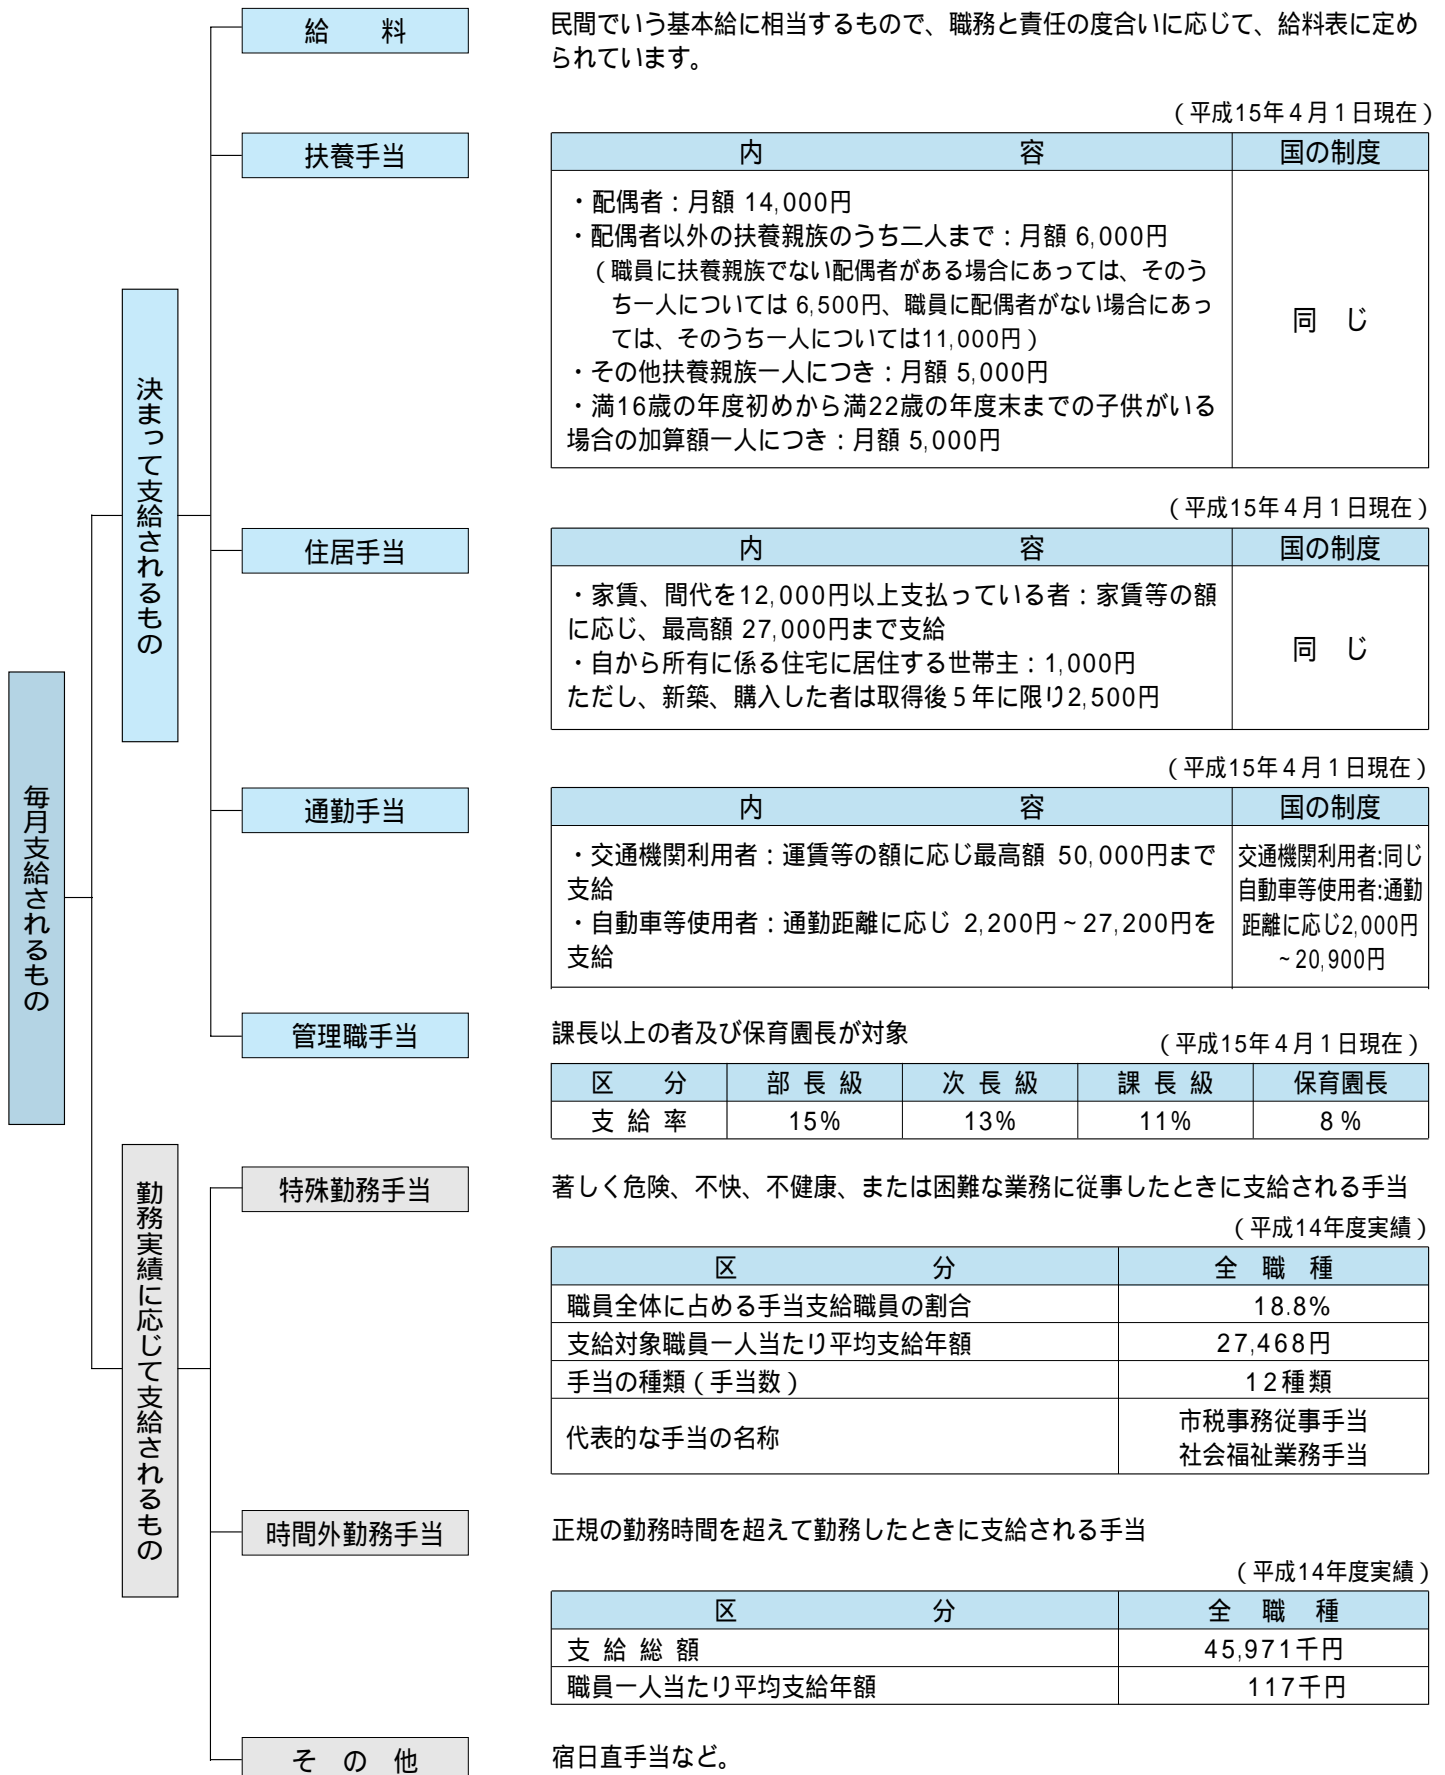 毎月支給されるもの
決まって支給されるもの
給　　料
民間でいう基本給に相当するもので、職務と責任の度合いに応じて、給料表に定め
られています。
扶養手当
（平成15年４月１日現在）
内　　　　容　国の制度
・配偶者：月額 14,000円
・配偶者以外の扶養親族のうち二人まで：月額 6,000円
（職員に扶養親族でない配偶者がある場合にあっては、そのう
ち一人については 6,500円、職員に配偶者がない場合にあっ
ては、そのうち一人については11,000円）
・その他扶養親族一人につき：月額 5,000円
・満16歳の年度初めから満22歳の年度末までの子供がいる
場合の加算額一人につき：月額 5,000円
同　じ
住居手当
（平成15年４月１日現在）
内　　　　容　国の制度
・家賃、間代を12,000円以上支払っている者：家賃等の額
に応じ、最高額 27,000円まで支給
・自から所有に係る住宅に居住する世帯主：1,000円
ただし、新築、購入した者は取得後５年に限り2,500円
同　じ
通勤手当
（平成15年４月１日現在）
内　　　　容　国の制度
・交通機関利用者：運賃等の額に応じ最高額 50,000円まで
支給
・自動車等使用者：通勤距離に応じ 2,200円～27,200円を
支給
交通機関利用者:同じ
自動車等使用者:通勤
距離に応じ2,000円
～20,900円
管理職手当
課長以上の者及び保育園長が対象
（平成15年４月１日現在）
区　分　部 長 級　次 長 級　課 長 級　保育園長
支 給 率　15%　13%　11%　8 %
勤務実績に応じて支給されるもの
特殊勤務手当
著しく危険、不快、不健康、または困難な業務に従事したときに支給される手当
（平成14年度実績）
区　　　　分　全　職　種
職員全体に占める手当支給職員の割合　18.8%
支給対象職員一人当たり平均支給年額　27,468円
手当の種類（手当数）　12種類
代表的な手当の名称　市税事務従事手当
社会福祉業務手当
時間外勤務手当
正規の勤務時間を超えて勤務したときに支給される手当
（平成14年度実績）
区　　　　分　全　職　種
支 給 総 額　45,971千円
職員一人当たり平均支給年額　117千円
そ　の　他
宿日直手当など。